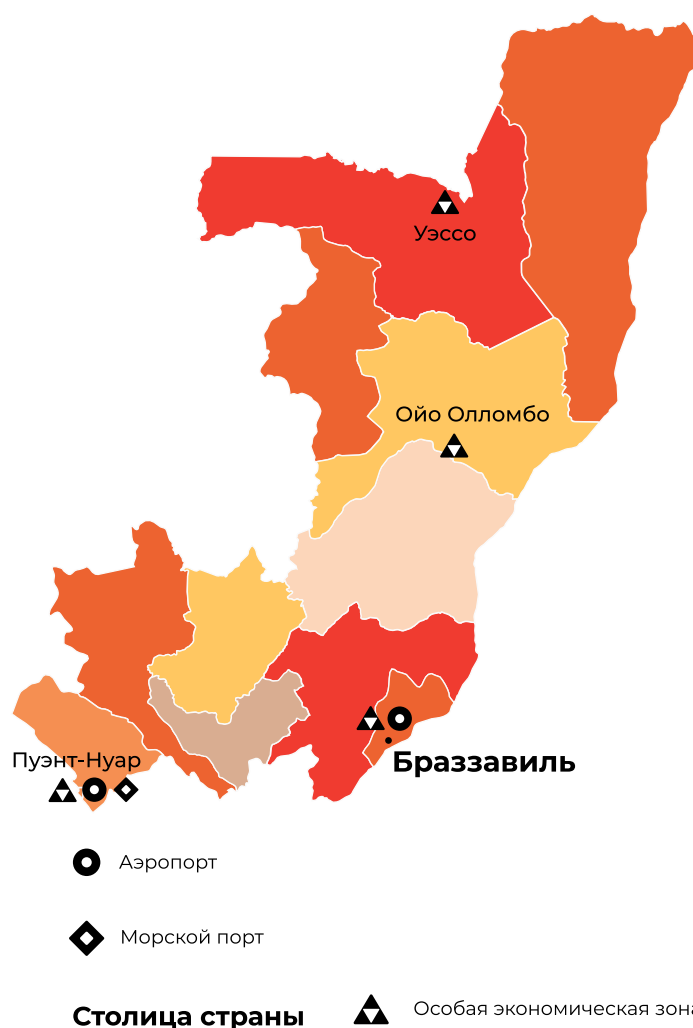 Уэссо
Ойо Олломбо
Пуэнт-Нуар
Браззавиль
Аэропорт
Морской порт
Столица страны
Особая экономическая зона